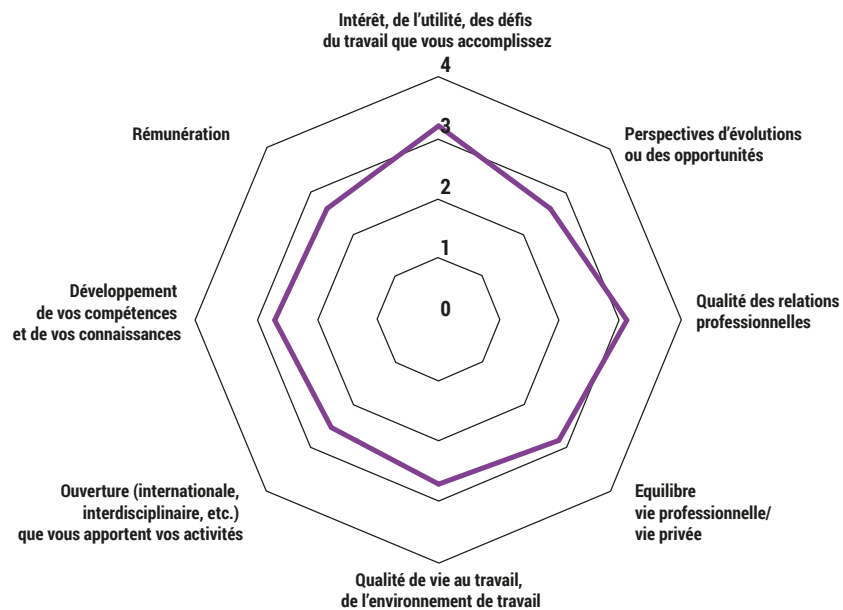 Intérêt, de l'utilité, des défis
du travail que vous accomplissez
4
Rémunération
3
Perspectives d'évolutions
ou des opportunités
2
1
Développement
de vos compétences
et de vos connaissances
0
Qualité des relations
professionnelles
Ouverture (internationale,
interdisciplinaire, etc.)
que vous apportent vos activités
Equilibre
vie professionnelle/
vie privée
Qualité de vie au travail,
de l'environnement de travail